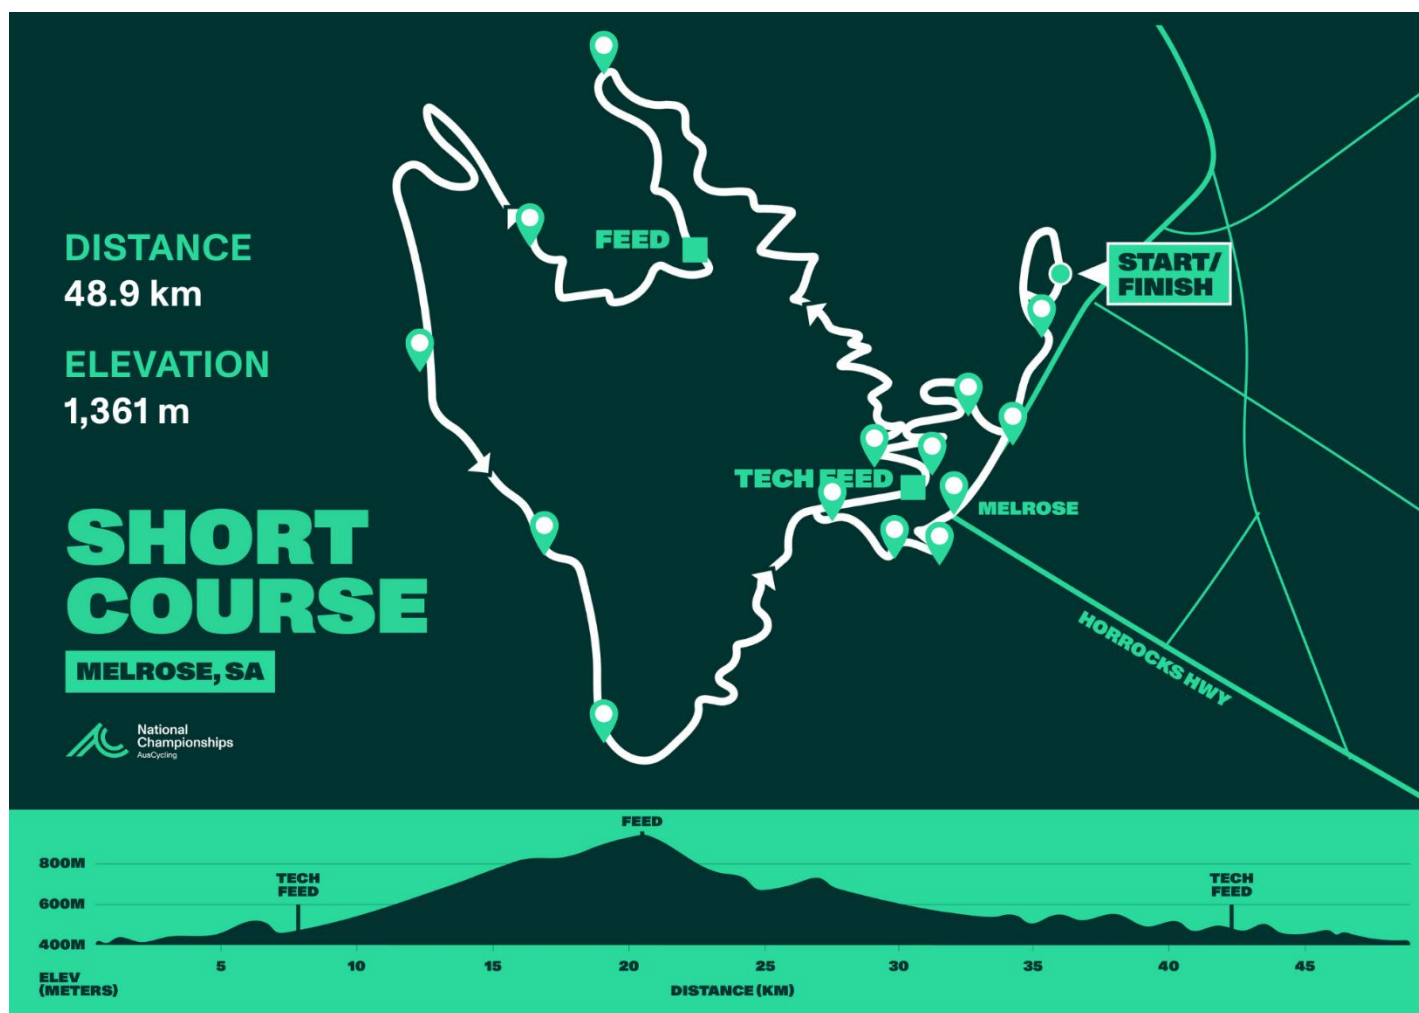 DISTANCE
48.9 km
ELEVATION
1,361 m
SHORT
COURSE
MELROSE, SA
National
Championships
AusCycling
FEED
START/
FINISH
TECH FEED
MELROSE
HORROCKS HWY
FEED
800M
TECH
FEED
TECH
FEED
600M
400M
5 10 15 20 25 30 35 40 45
ELEV
(METERS)
DISTANCE (KM)